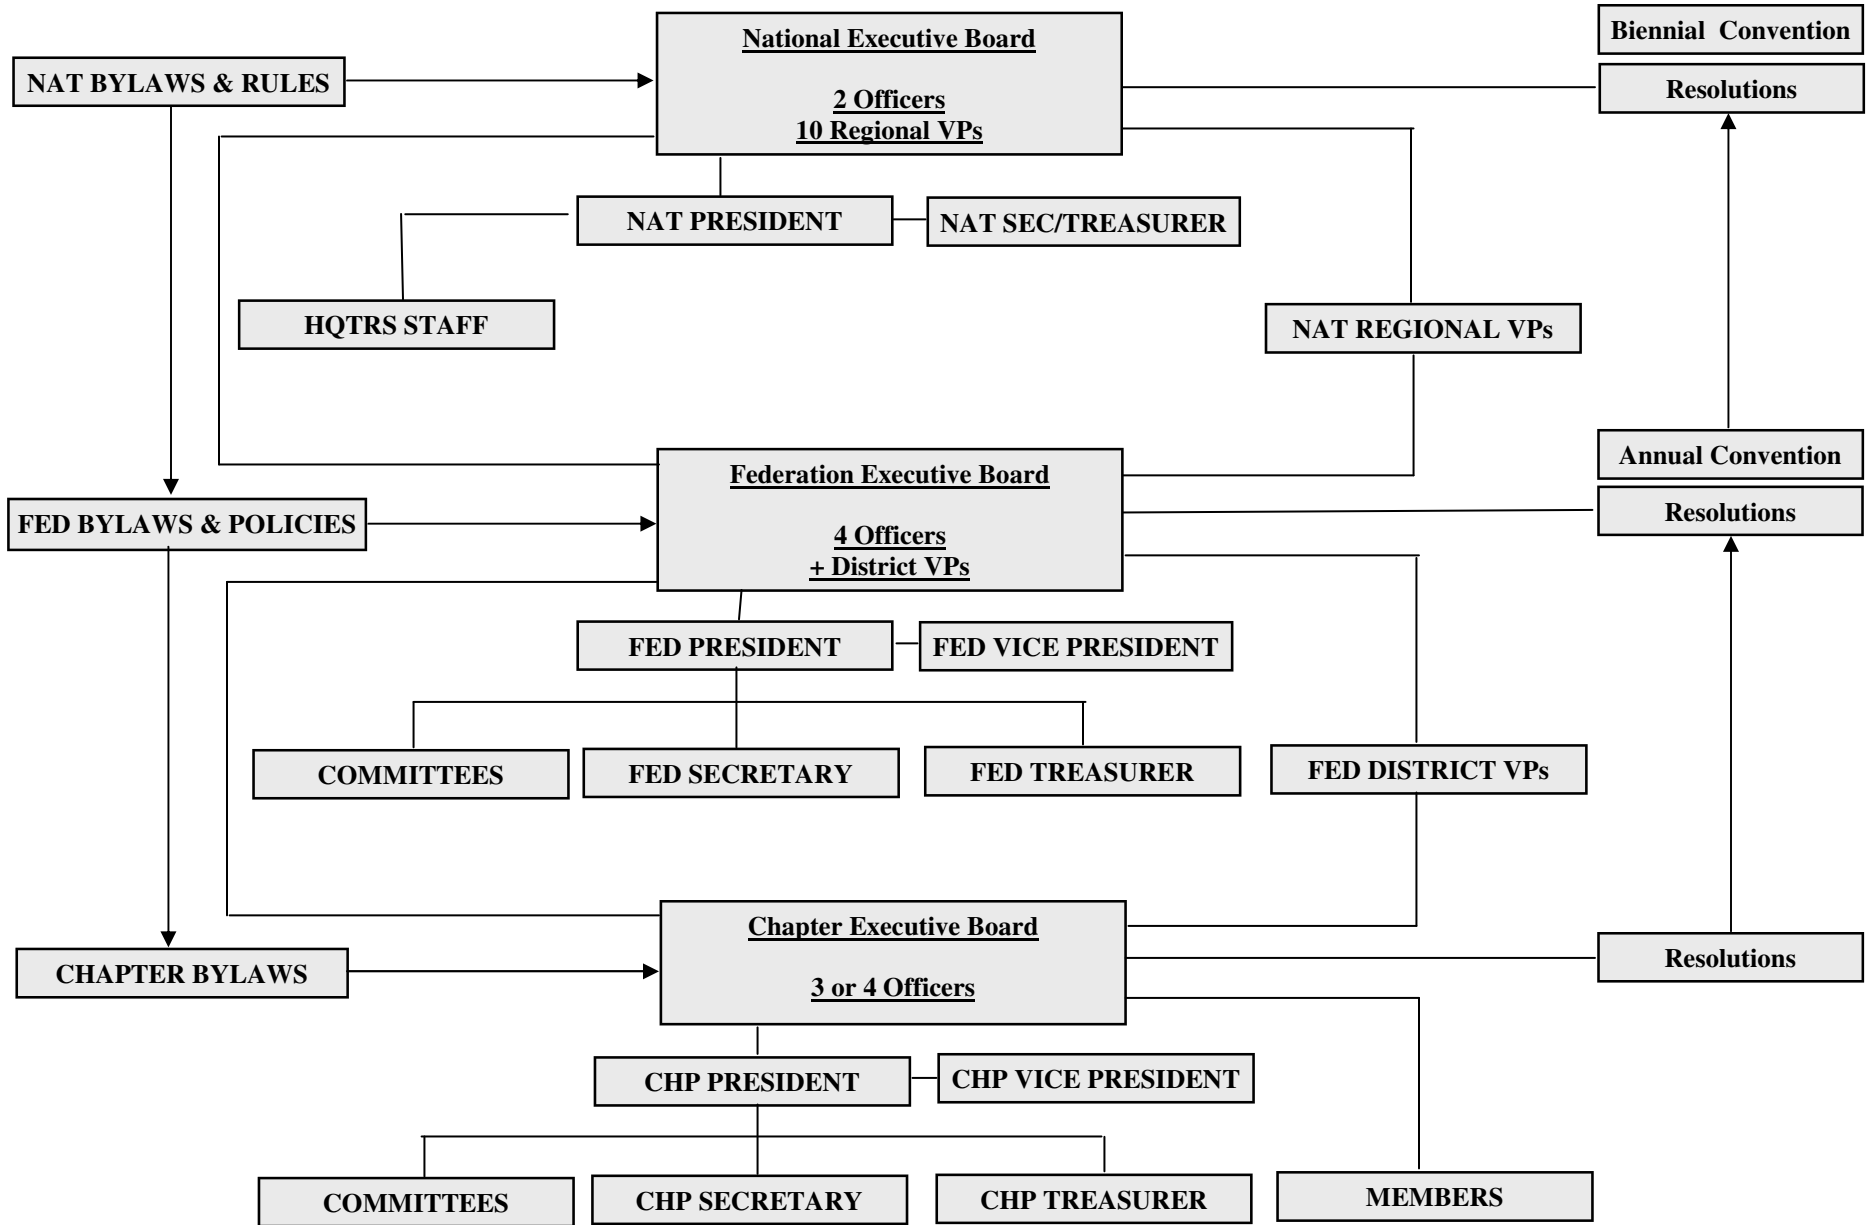 National Executive Board
2 Officers
10 Regional VPs
Biennial Convention
Resolutions
NAT BYLAWS & RULES
NAT PRESIDENT
NAT SEC/TREASURER
HQTRS STAFF
NAT REGIONAL VPs
Annual Convention
Resolutions
Federation Executive Board
4 Officers
+ District VPs
FED BYLAWS & POLICIES
FED PRESIDENT
FED VICE PRESIDENT
COMMITTEES
FED SECRETARY
FED TREASURER
FED DISTRICT VPs
Chapter Executive Board
3 or 4 Officers
CHAPTER BYLAWS
Resolutions
CHP PRESIDENT
CHP VICE PRESIDENT
COMMITTEES
CHP SECRETARY
CHP TREASURER
MEMBERS